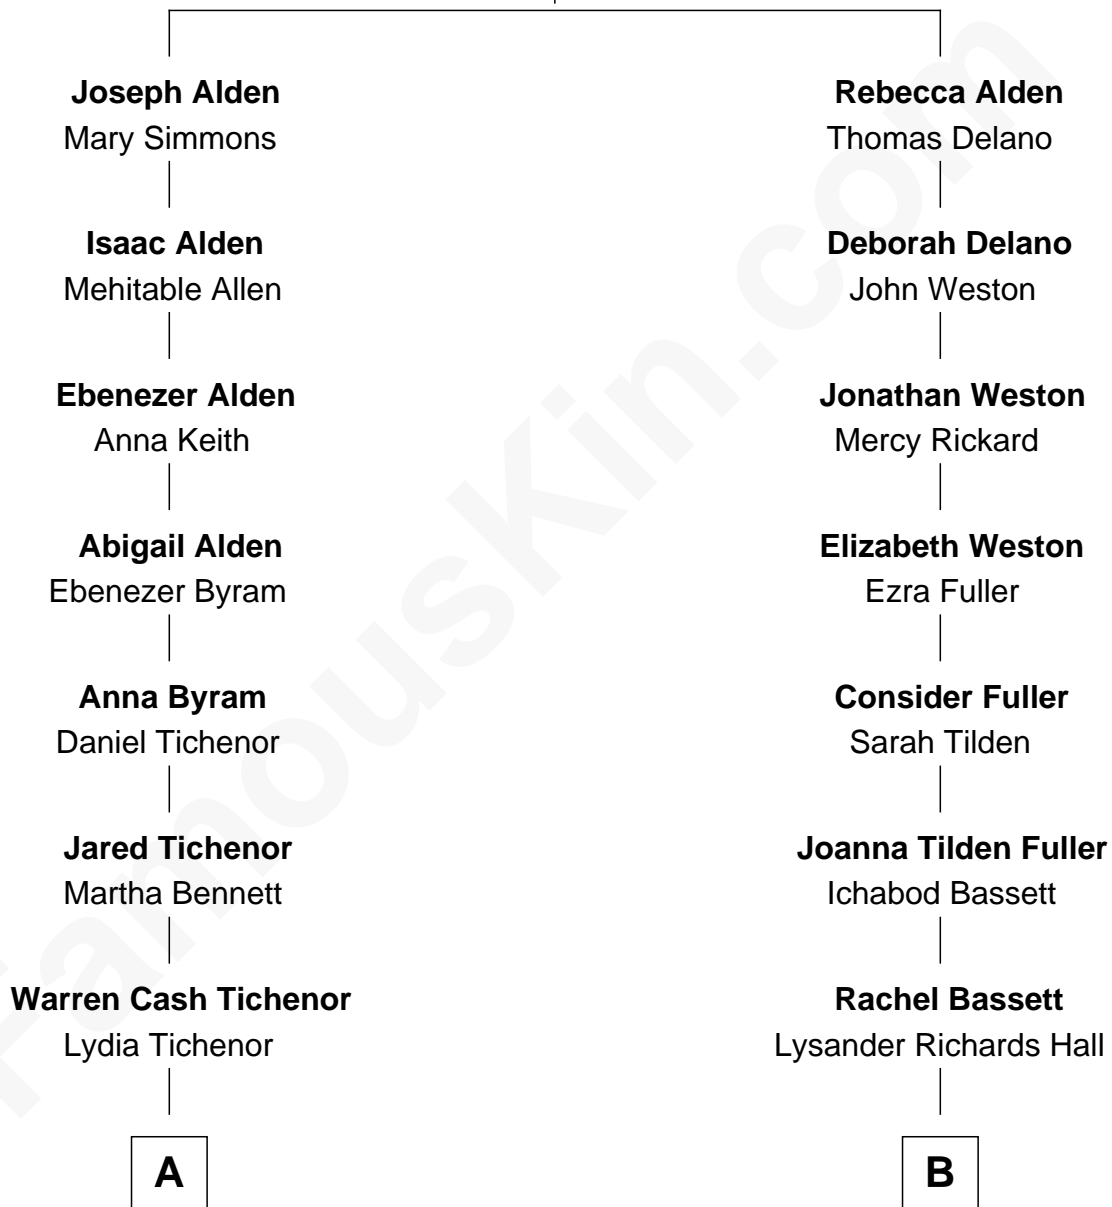 Joseph Alden
Mary Simmons
Isaac Alden
Mehitable Allen
Ebenezer Alden
Anna Keith
Abigail Alden
Ebenezer Byram
Anna Byram
Daniel Tichenor
Jared Tichenor
Martha Bennett
Warren Cash Tichenor
Lydia Tichenor
A
Rebecca Alden
Thomas Delano
Deborah Delano
John Weston
Jonathan Weston
Mercy Rickard
Elizabeth Weston
Ezra Fuller
Consider Fuller
Sarah Tilden
Joanna Tilden Fuller
Ichabod Bassett
Rachel Bassett
Lysander Richards Hall
B
FamousKin.com